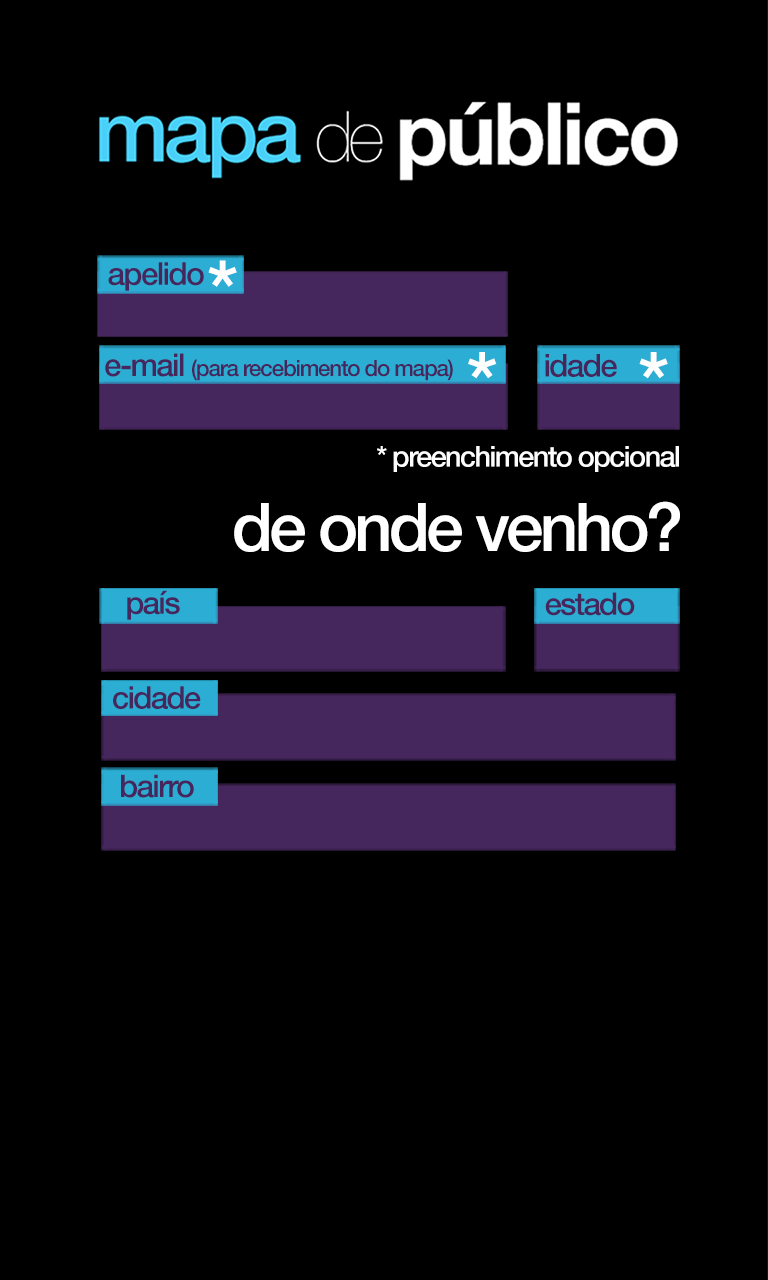 mapa de público
apelido *
e-mail (para recebimento do mapa) * idade *
* preenchimento opcional
de onde venho?
país estado
cidade
bairro